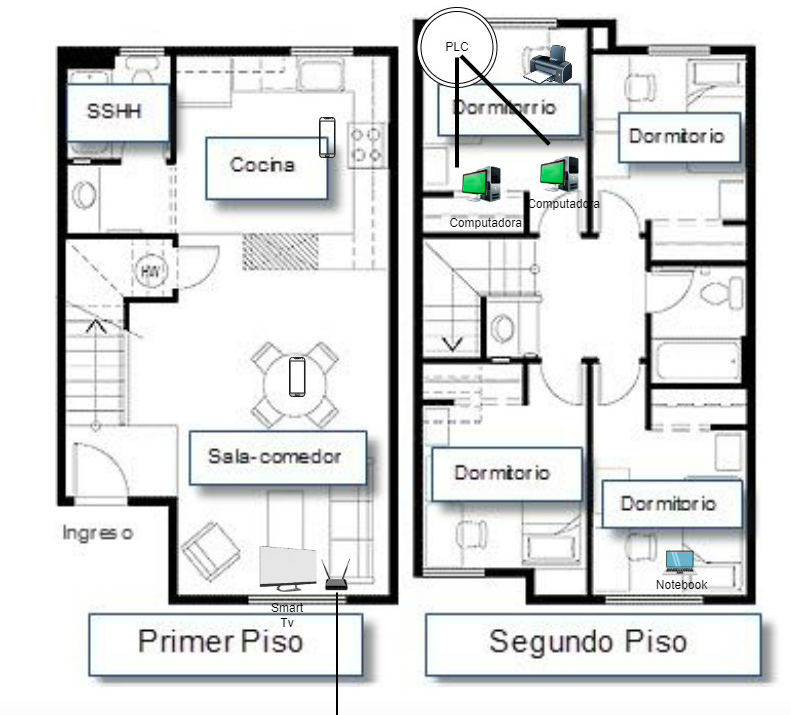 SSHH
Cocina
HW
Sala-comedor
Ingreso
Smart
Tv
Primer Piso
PLC
Dormitorrio
Dormitorio
Computadora
Computadora
Dormitorio
Dormitorio
Notebook
Segundo Piso